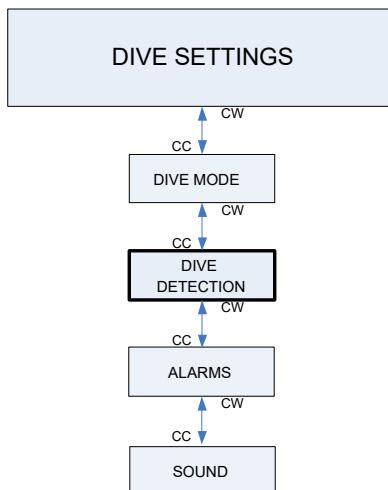 DIVE SETTINGS
CW
CC
DIVE MODE
CW
CC
DIVE
DETECTION
CW
CC
ALARMS
CW
CC
SOUND